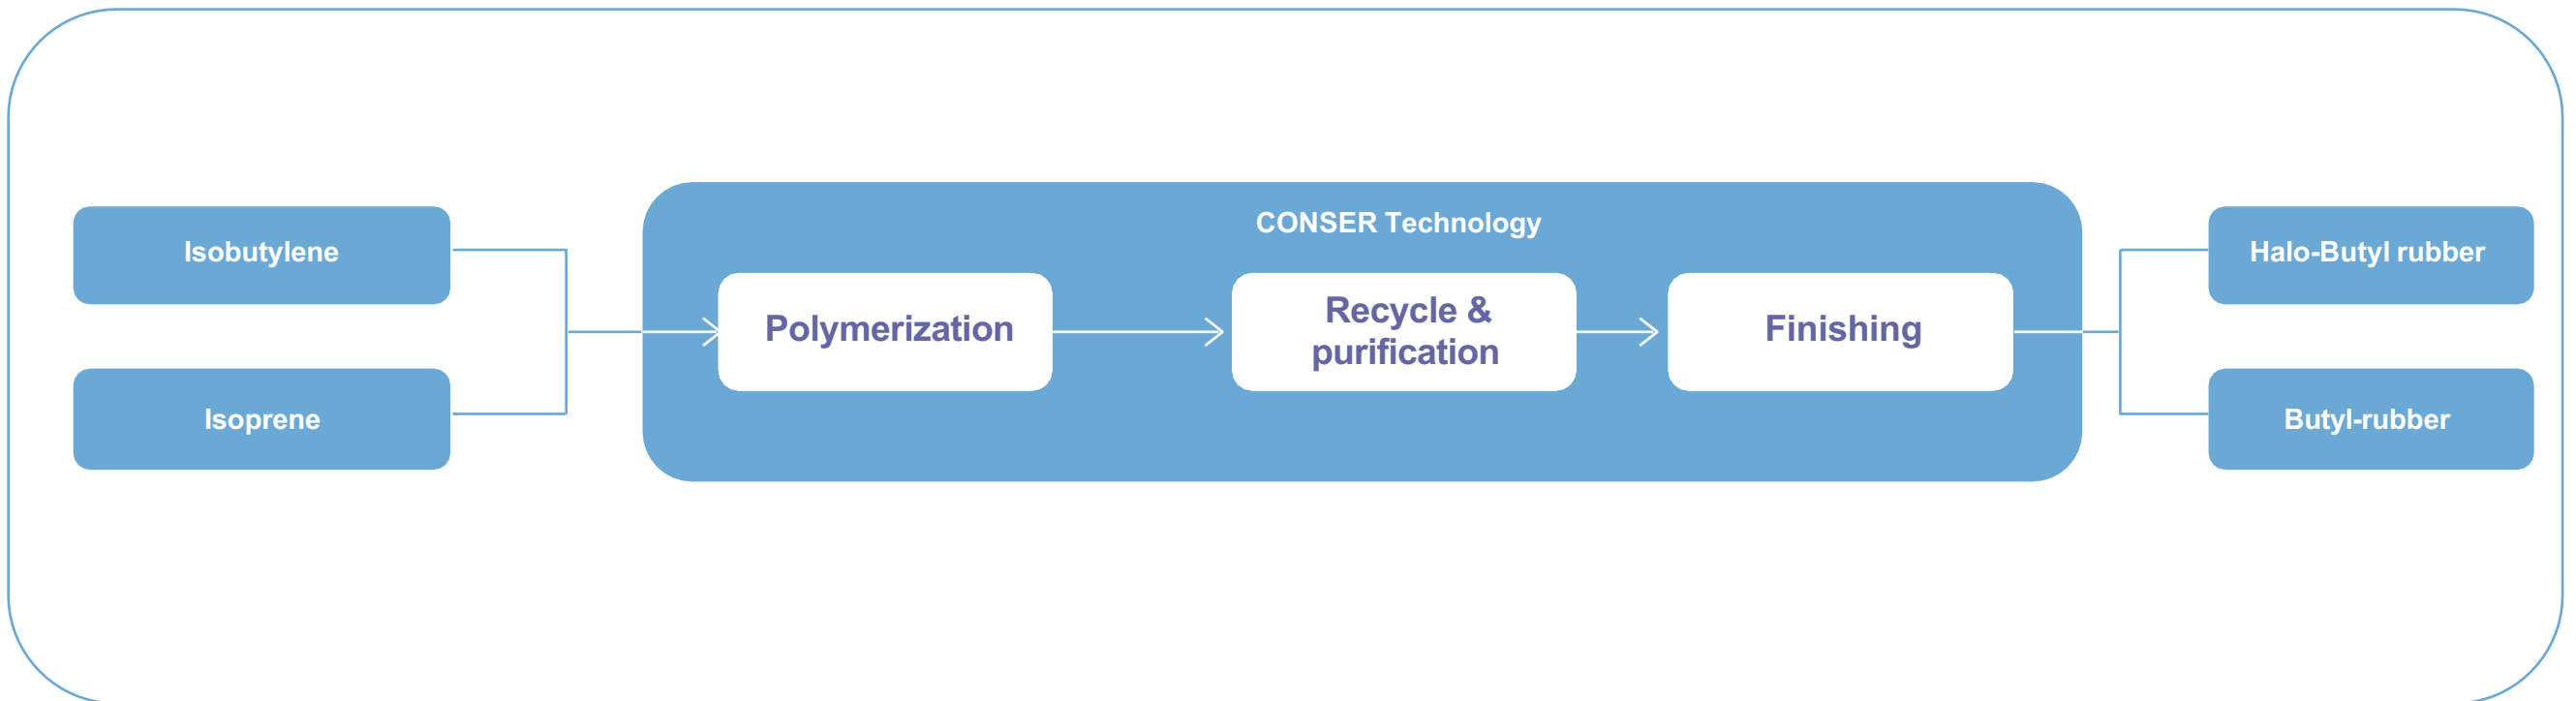 CONSER Technology
Isobutylene
Isoprene
Polymerization
Recycle &
purification
Finishing
Halo-Butyl rubber
Butyl-rubber